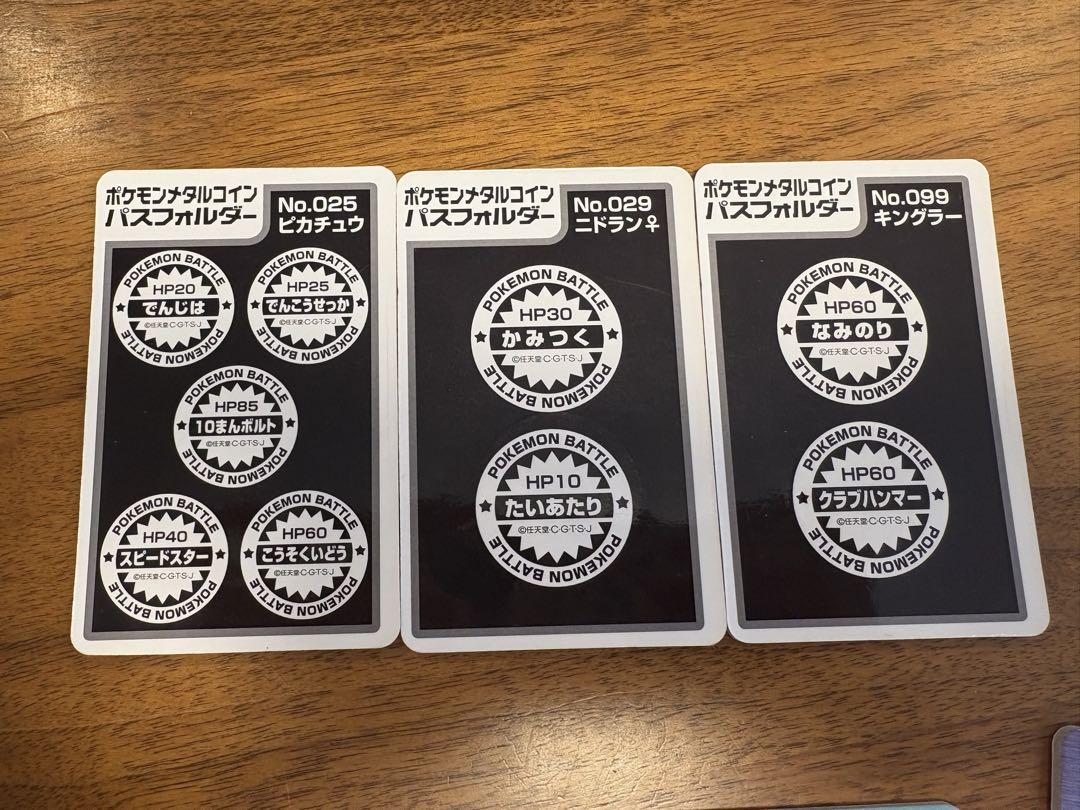 ポケモンメタルコイン
パスフォルダー
No.025
ピカチュウ
POKEMON BATTLE
HP20
でんじは
©任天堂・C・G・T・S・J
POKEMON BATTLE
POKEMON BATTLE
HP25
でんこうせっか
©任天堂・C・G・T・S・J
POKEMON BATTLE
POKEMON BATTLE
HP85
10まんボルト
©任天堂・C・G・T・S・J
POKEMON BATTLE
POKEMON BATTLE
HP40
スピードスター
©任天堂・C・G・T・S・J
POKEMON BATTLE
POKEMON BATTLE
HP60
こうそくいどう
©任天堂・C・G・T・S・J
POKEMON BATTLE
ポケモンメタルコイン
パスフォルダー
No.029
ニドラン♀
POKEMON BATTLE
HP30
かみつく
©任天堂・C・G・T・S・J
POKEMON BATTLE
POKEMON BATTLE
HP10
たいあたり
©任天堂・C・G・T・S・J
POKEMON BATTLE
ポケモンメタルコイン
パスフォルダー
No.099
キングラー
POKEMON BATTLE
HP60
なみのり
©任天堂・C・G・T・S・J
POKEMON BATTLE
POKEMON BATTLE
HP60
クラブハンマー
©任天堂・C・G・T・S・J
POKEMON BATTLE